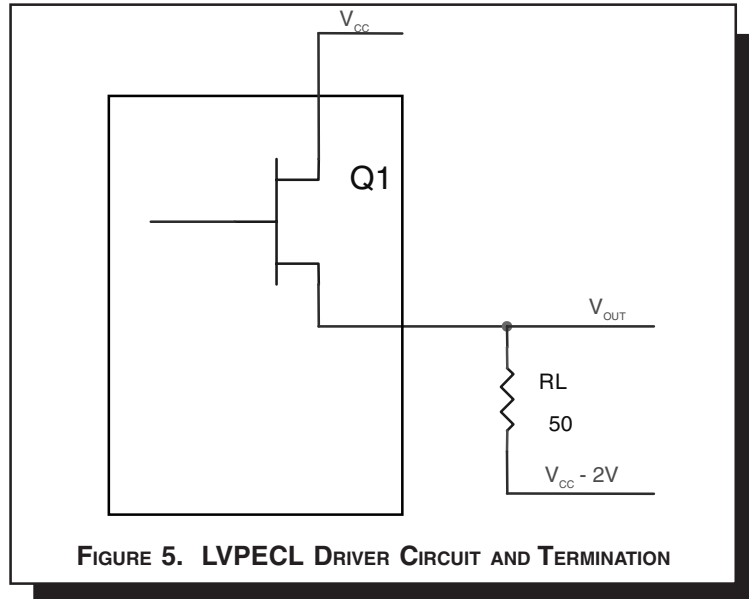 VCC
Q1
VOUT
RL
50
VCC - 2V
FIGURE 5. LVPECL DRIVER CIRCUIT AND TERMINATION